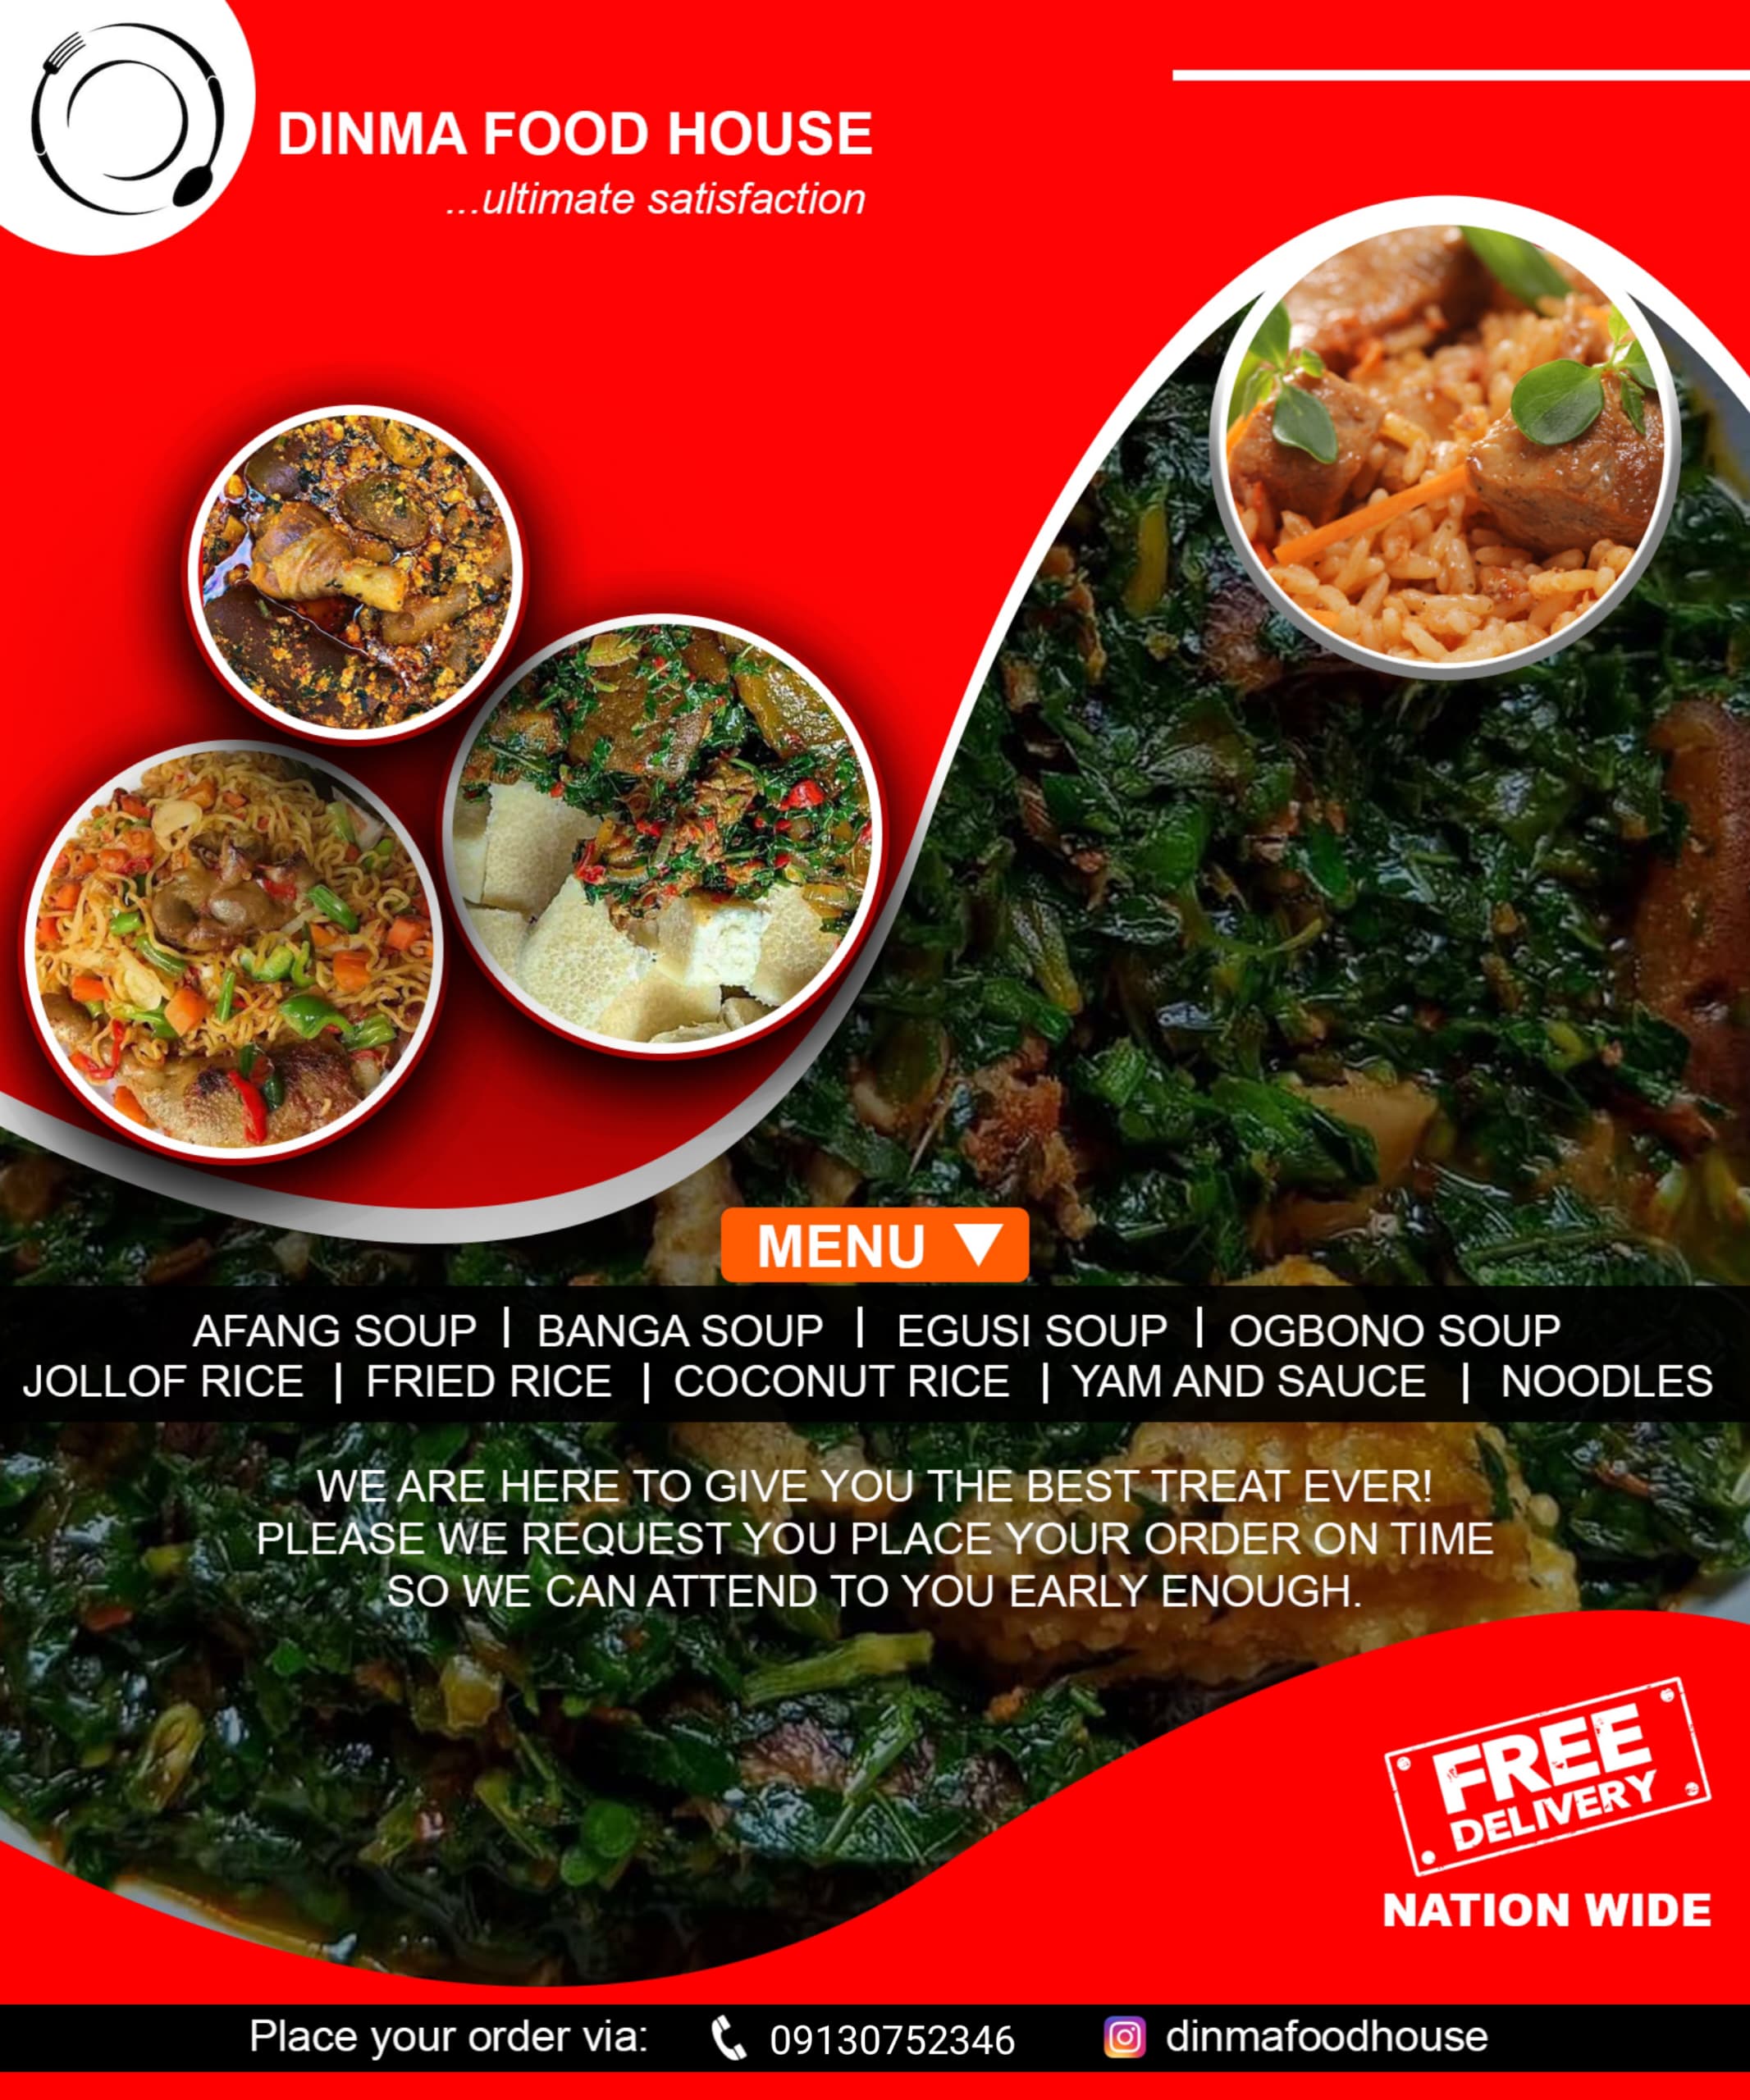 DINMA FOOD HOUSE
...ultimate satisfaction
MENU ▼
AFANG SOUP | BANGA SOUP | EGUSI SOUP | OGBONO SOUP
JOLLOF RICE | FRIED RICE | COCONUT RICE | YAM AND SAUCE | NOODLES
WE ARE HERE TO GIVE YOU THE BEST TREAT EVER!
PLEASE WE REQUEST YOU PLACE YOUR ORDER ON TIME
SO WE CAN ATTEND TO YOU EARLY ENOUGH.
FREE
DELIVERY
NATION WIDE
Place your order via: 09130752346 dinmafoodhouse